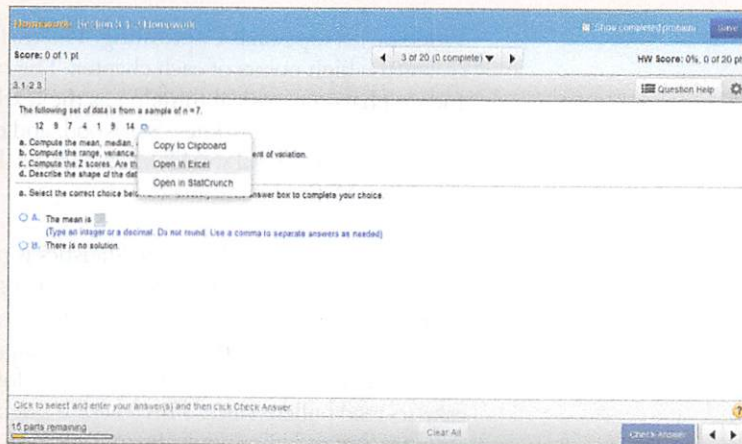 Homework: Section 3.1 Homework
Show completed problem Save
Score: 0 of 1 pt 3 of 20 (0 complete) HW Score: 0%, 0 of 20 pt
3.1-2.3 Question Help
The following set of data is from a sample of n = 7.
12 9 7 4 1 9 14
a. Compute the mean, median,
b. Compute the range, variance, ent of variation.
c. Compute the Z scores. Are th
d. Describe the shape of the dat
Copy to Clipboard
Open in Excel
Open in StatCrunch
a. Select the correct choice belo answer box to complete your choice
A. The mean is
(Type an integer or a decimal. Do not round. Use a comma to separate answers as needed)
B. There is no solution.
Click to select and enter your answer(s) and then click Check Answer.
15 parts remaining Clear All Check Answer